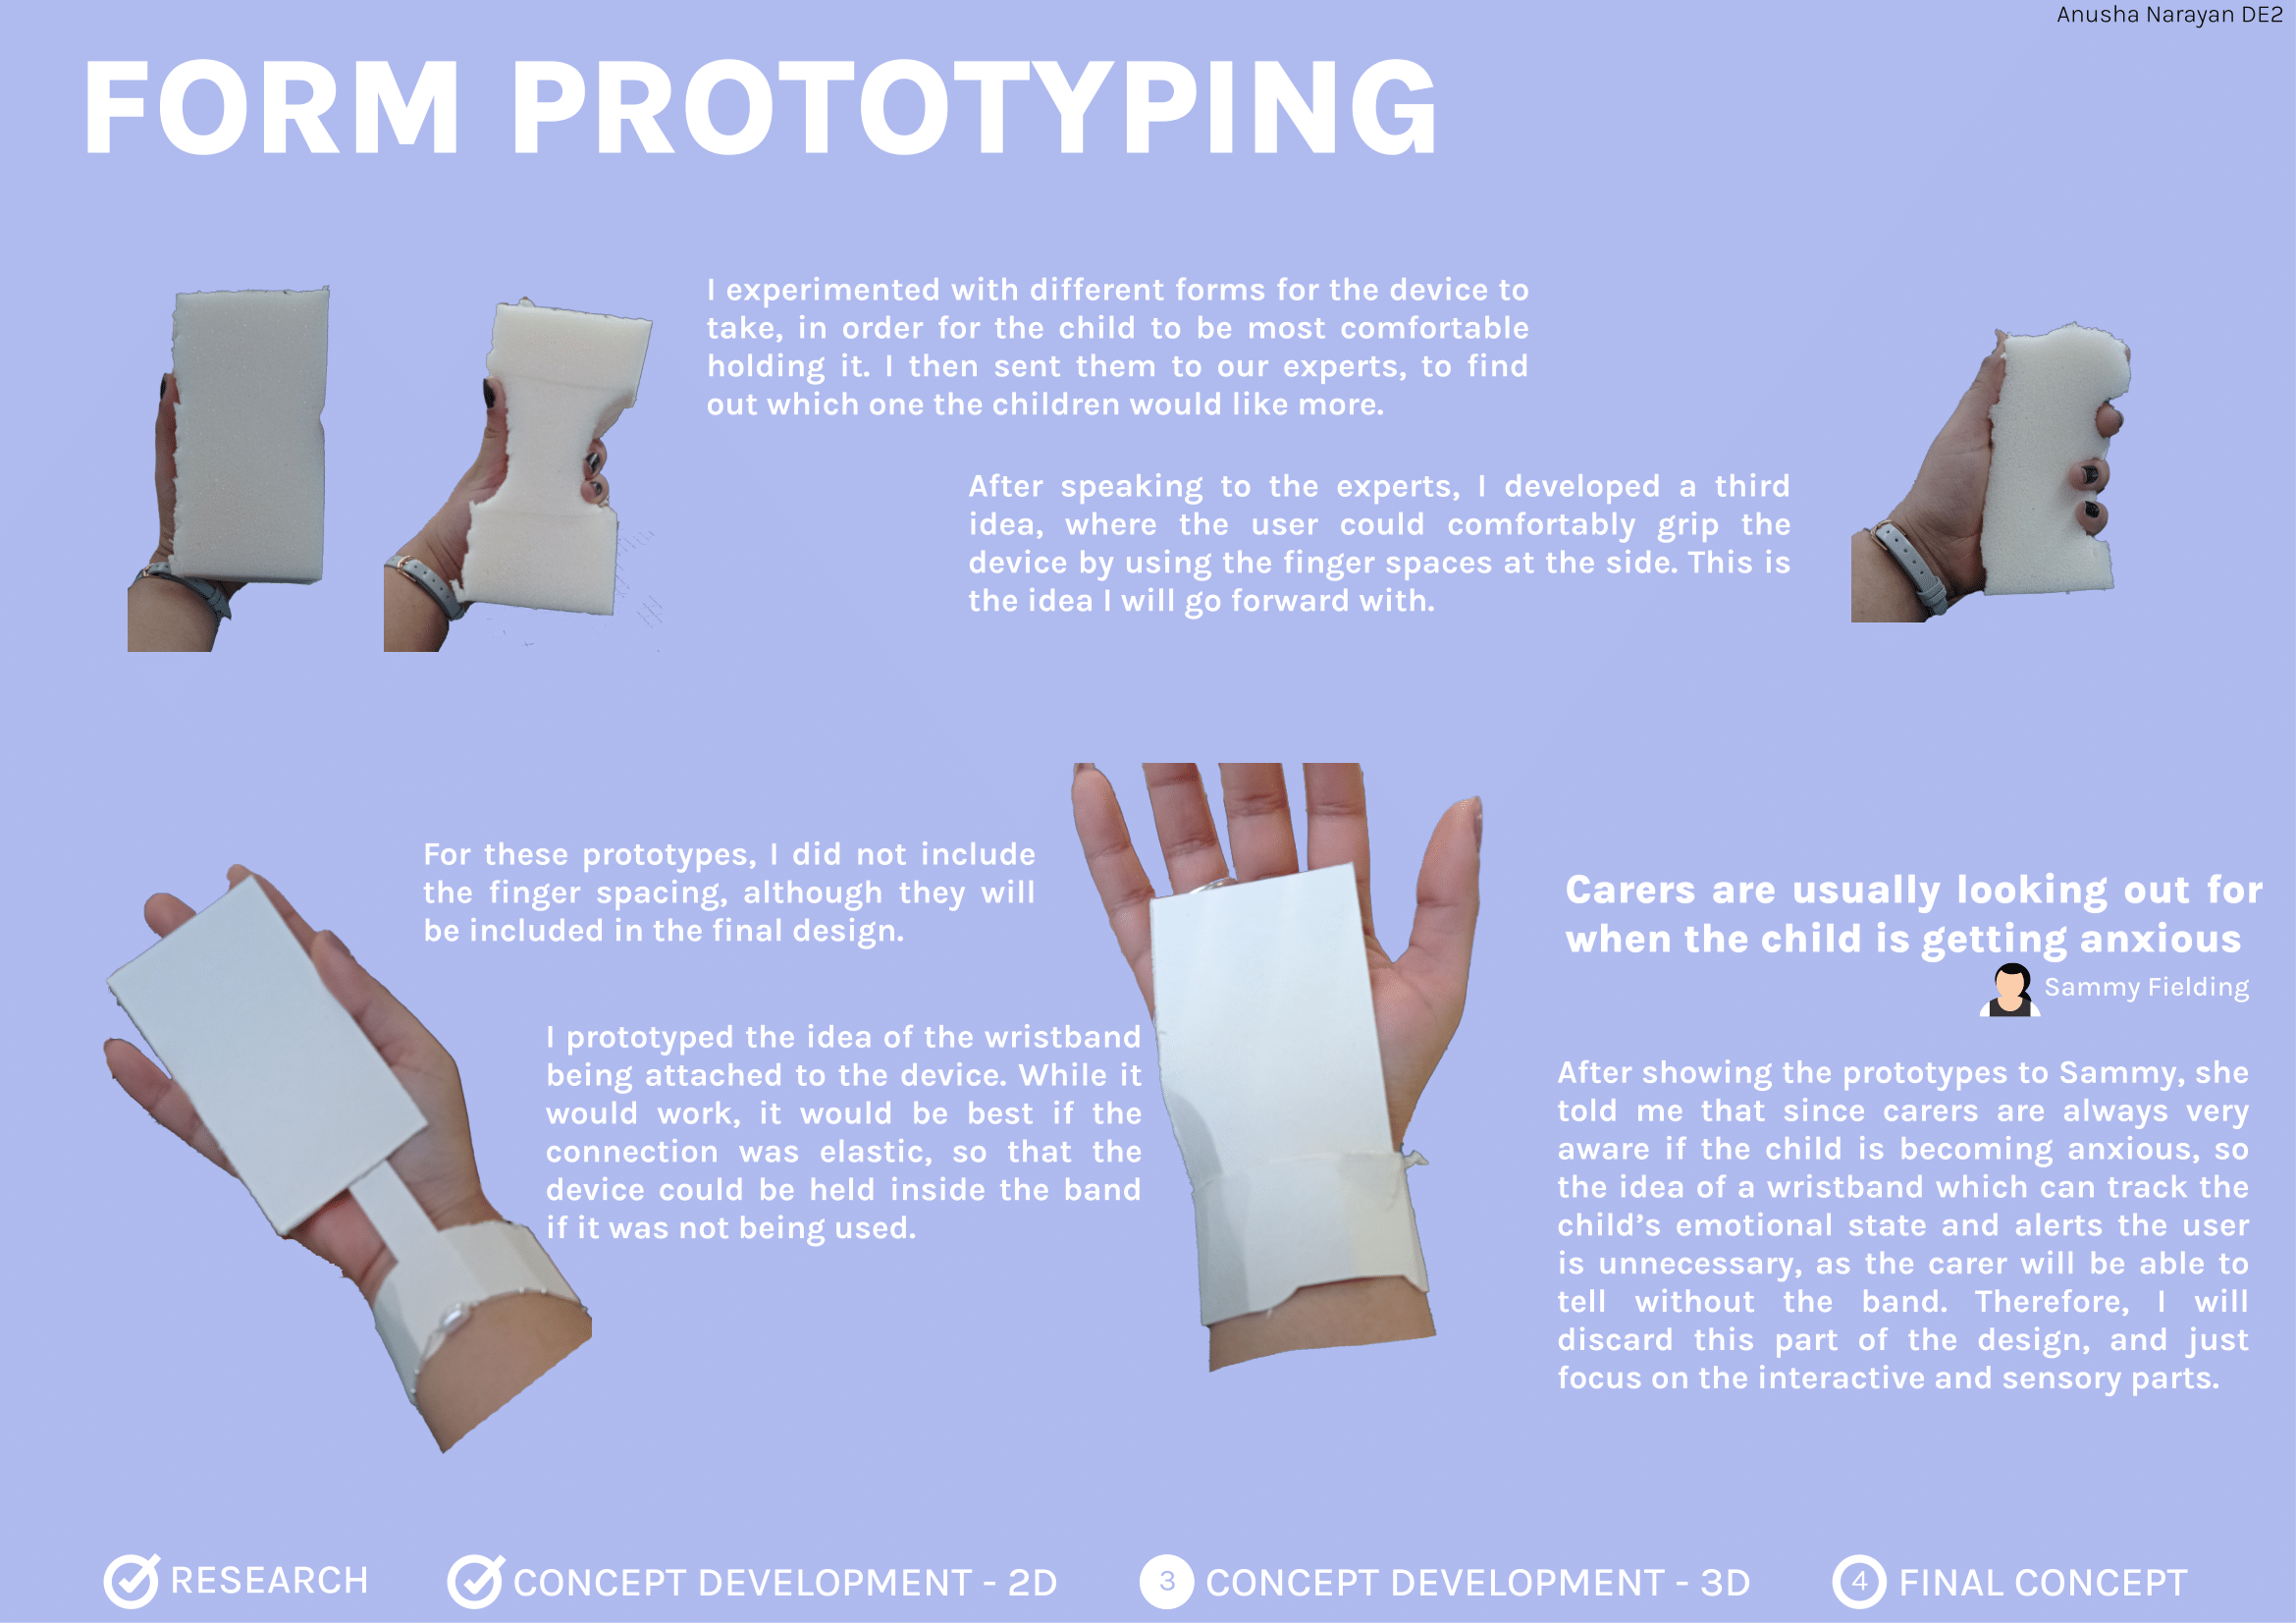 Anusha Narayan DE2
FORM PROTOTYPING
I experimented with different forms for the device to
take, in order for the child to be most comfortable
holding it. I then sent them to our experts, to find
out which one the children would like more.
After speaking to the experts, I developed a third
idea, where the user could comfortably grip the
device by using the finger spaces at the side. This is
the idea I will go forward with.
For these prototypes, I did not include
the finger spacing, although they will
be included in the final design.
I prototyped the idea of the wristband
being attached to the device. While it
would work, it would be best if the
connection was elastic, so that the
device could be held inside the band
if it was not being used.
Carers are usually looking out for
when the child is getting anxious
Sammy Fielding
After showing the prototypes to Sammy, she
told me that since carers are always very
aware if the child is becoming anxious, so
the idea of a wristband which can track the
child’s emotional state and alerts the user
is unnecessary, as the carer will be able to
tell without the band. Therefore, I will
discard this part of the design, and just
focus on the interactive and sensory parts.
RESEARCH
CONCEPT DEVELOPMENT - 2D
3 CONCEPT DEVELOPMENT - 3D
4 FINAL CONCEPT